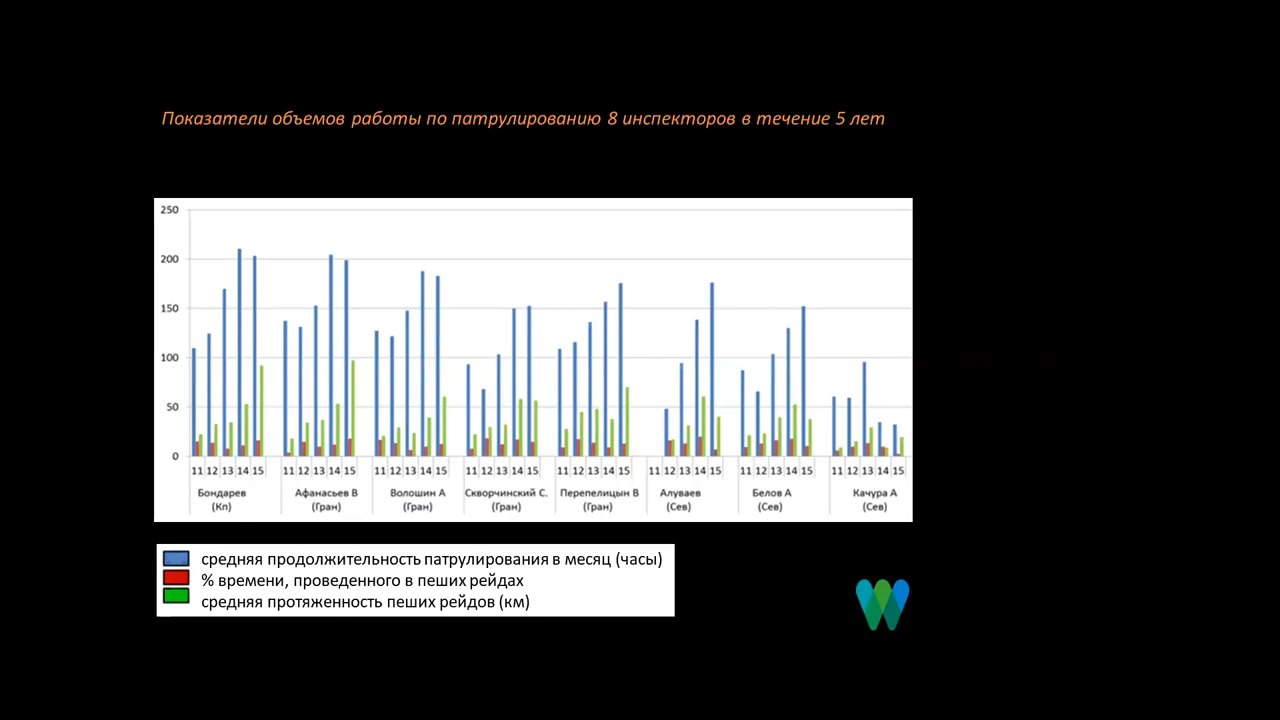 Показатели объемов работы по патрулированию 8 инспекторов в течение 5 лет
250
200
150
100
50
0
11 12 13 14 15 11 12 13 14 15 11 12 13 14 15 11 12 13 14 15 11 12 13 14 15 11 12 13 14 15 11 12 13 14 15 11 12 13 14 15
Бондарев Афанасьев В Волошин А Скворчинский С. Перепелицын В Алуваев Белов А Качура А
(Кп) (Гран) (Гран) (Гран) (Гран) (Сев) (Сев) (Сев)
средняя продолжительность патрулирования в месяц (часы)
% времени, проведенного в пеших рейдах
средняя протяженность пеших рейдов (км)